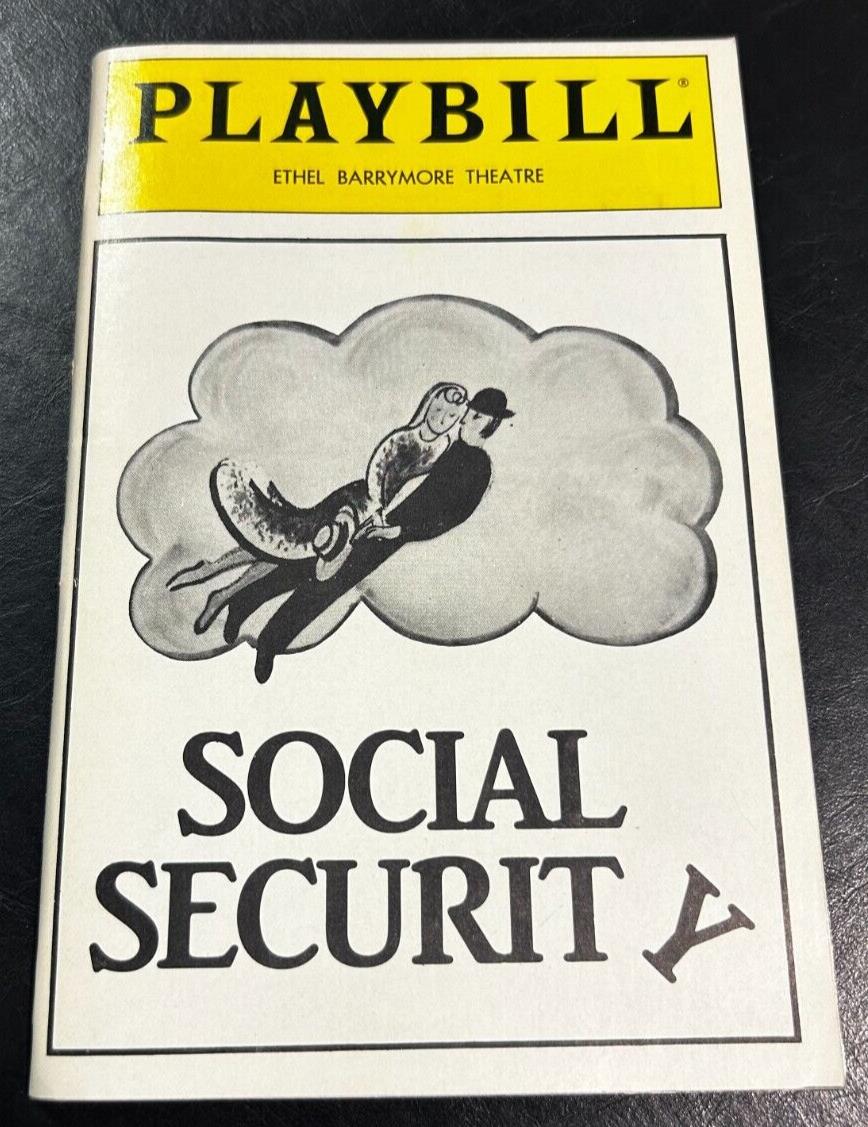 PLAYBILL®
ETHEL BARRYMORE THEATRE
SOCIAL
SECURITY